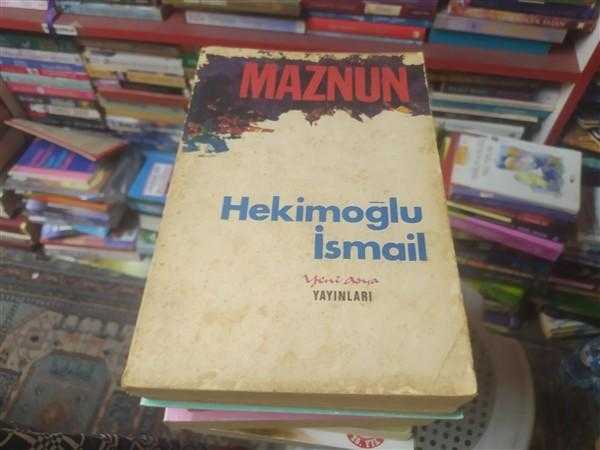 MAZNUN
Hekimoğlu
İsmail
Yeni Asya
YAYINLARI